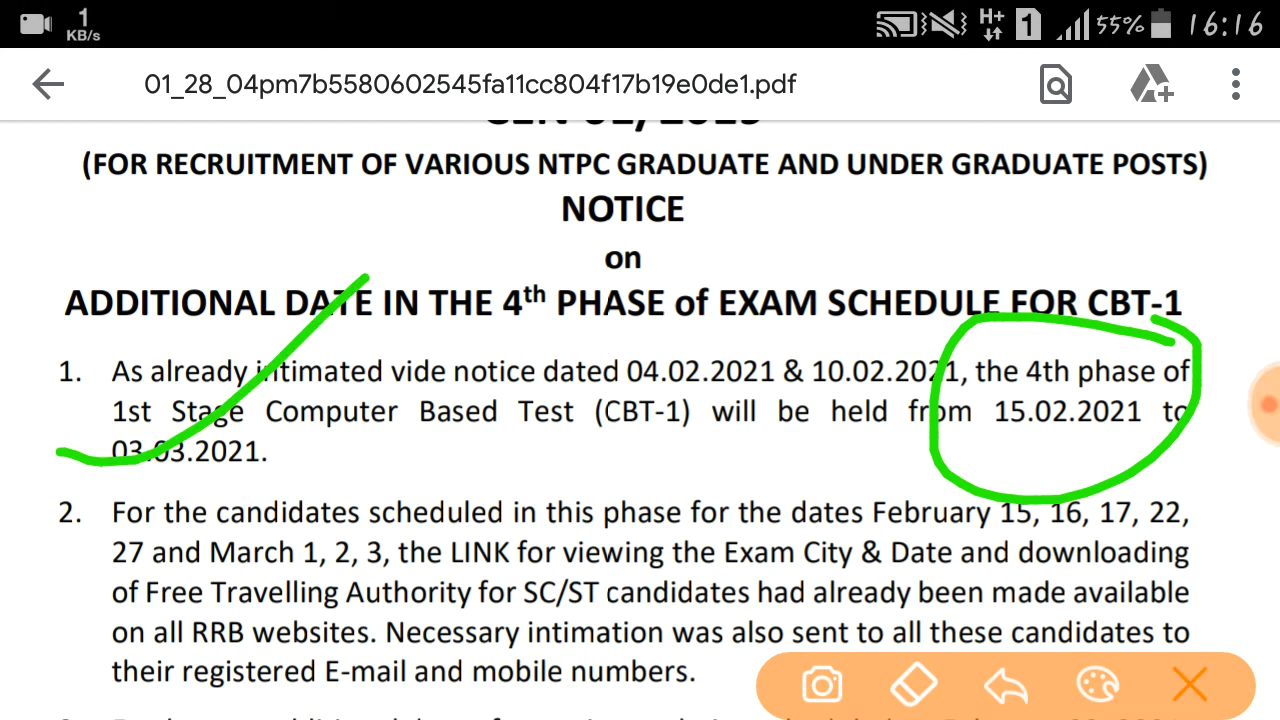 1
KB/s
H+ 1 55% 16:16
01_28_04pm7b5580602545fa11cc804f17b19e0de1.pdf
(FOR RECRUITMENT OF VARIOUS NTPC GRADUATE AND UNDER GRADUATE POSTS)
NOTICE
on
ADDITIONAL DATE IN THE 4th PHASE of EXAM SCHEDULE FOR CBT-1
1. As already intimated vide notice dated 04.02.2021 & 10.02.2021, the 4th phase of
1st Stage Computer Based Test (CBT-1) will be held from 15.02.2021 to
03.03.2021.
2. For the candidates scheduled in this phase for the dates February 15, 16, 17, 22,
27 and March 1, 2, 3, the LINK for viewing the Exam City & Date and downloading
of Free Travelling Authority for SC/ST candidates had already been made available
on all RRB websites. Necessary intimation was also sent to all these candidates to
their registered E-mail and mobile numbers.